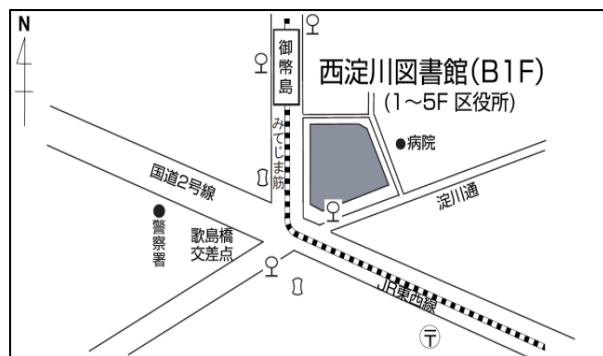 N
御幣島
西淀川図書館(B1F)
(1～5F 区役所)
みてじま筋
病院
国道2号線
淀川通
警察署
歌島橋
交差点
JR東西線
〒